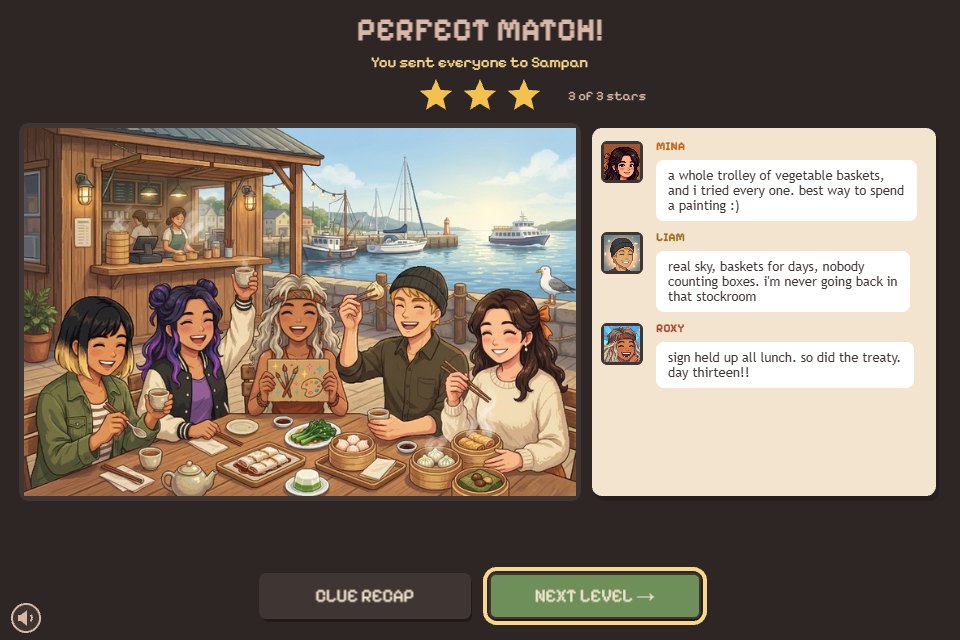 PERFECT MATCH!
You sent everyone to Sampan
3 of 3 stars
MINA
a whole trolley of vegetable baskets,
and i tried every one. best way to spend
a painting :)
LIAM
real sky, baskets for days, nobody
counting boxes. i'm never going back in
that stockroom
ROXY
sign held up all lunch. so did the treaty.
day thirteen!!
CLUE RECAP
NEXT LEVEL →